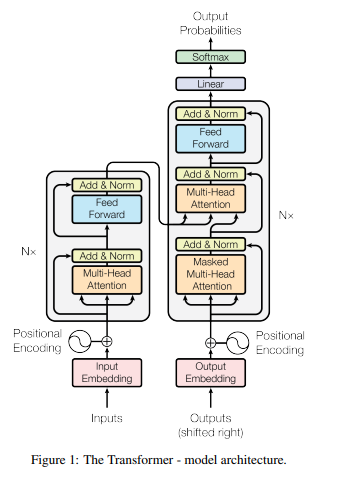 Output
Probabilities
Softmax
Linear
Add & Norm
Feed
Forward
Add & Norm
Multi-Head
Attention
Add & Norm
Masked
Multi-Head
Attention
Nx
Add & Norm
Feed
Forward
Add & Norm
Multi-Head
Attention
Nx
Positional
Encoding
Positional
Encoding
Input
Embedding
Output
Embedding
Inputs
Outputs
(shifted right)
Figure 1: The Transformer - model architecture.